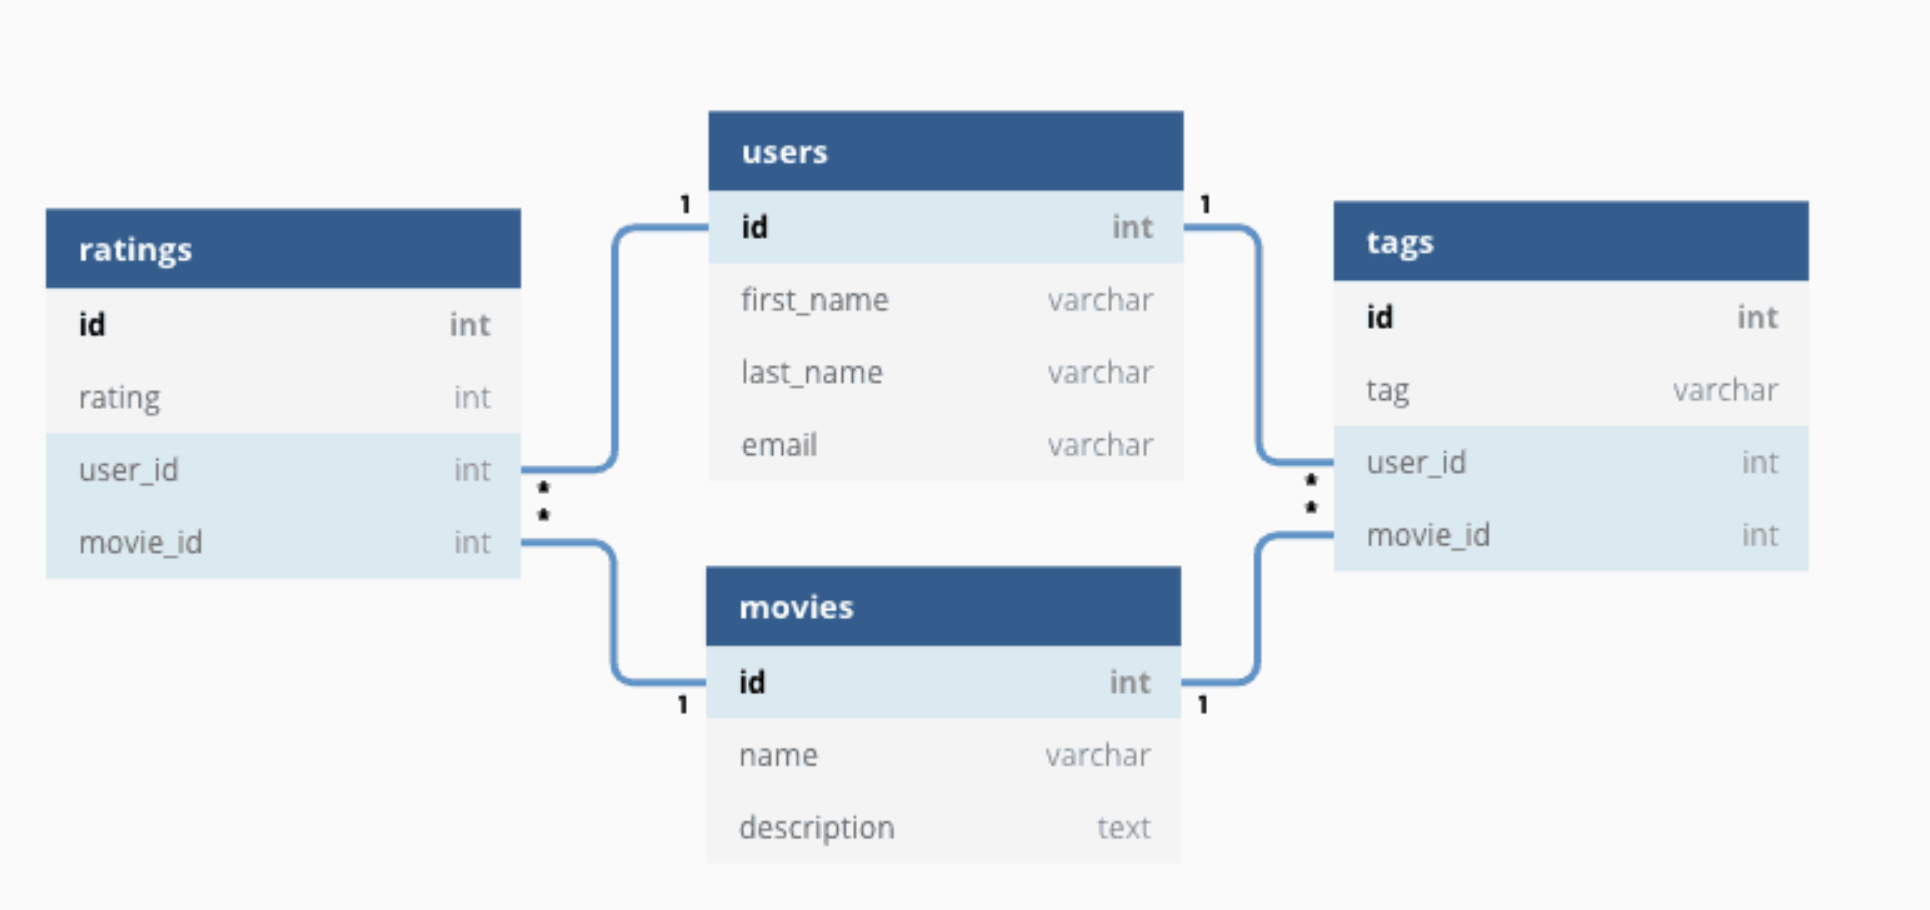 users
1
id int
1
first_name varchar
last_name varchar
email varchar
ratings
id int
rating int
user_id int
*
*
movie_id int
tags
id int
tag varchar
user_id int
*
*
movie_id int
movies
id int
1
1
name varchar
description text